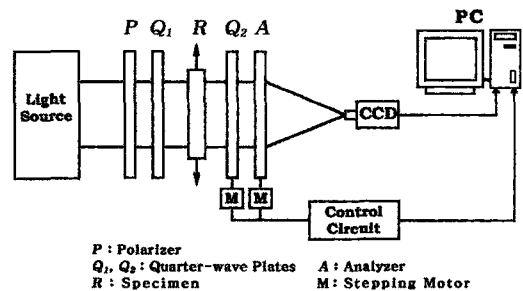 PC
P Q₁ R Q₂ A
Light
Source
CCD
M M
Control
Circuit
P : Polarizer
Q₁, Q₂ : Quarter-wave Plates A : Analyzer
R : Specimen M : Stepping Motor